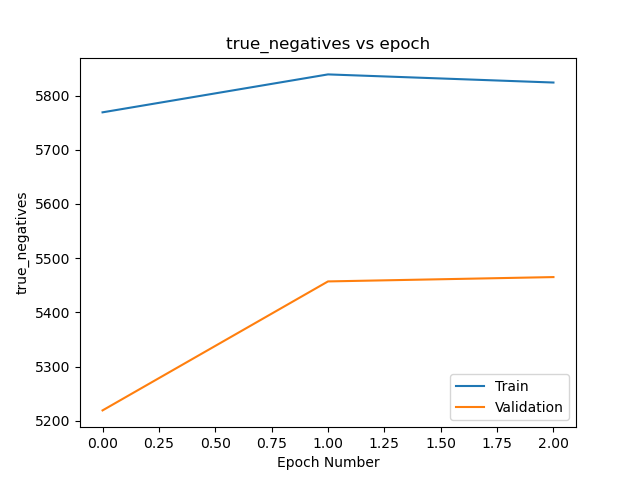 true_negatives vs epoch
true_negatives
5800
5700
5600
5500
5400
5300
5200
0.00 0.25 0.50 0.75 1.00 1.25 1.50 1.75 2.00
Epoch Number
Train
Validation